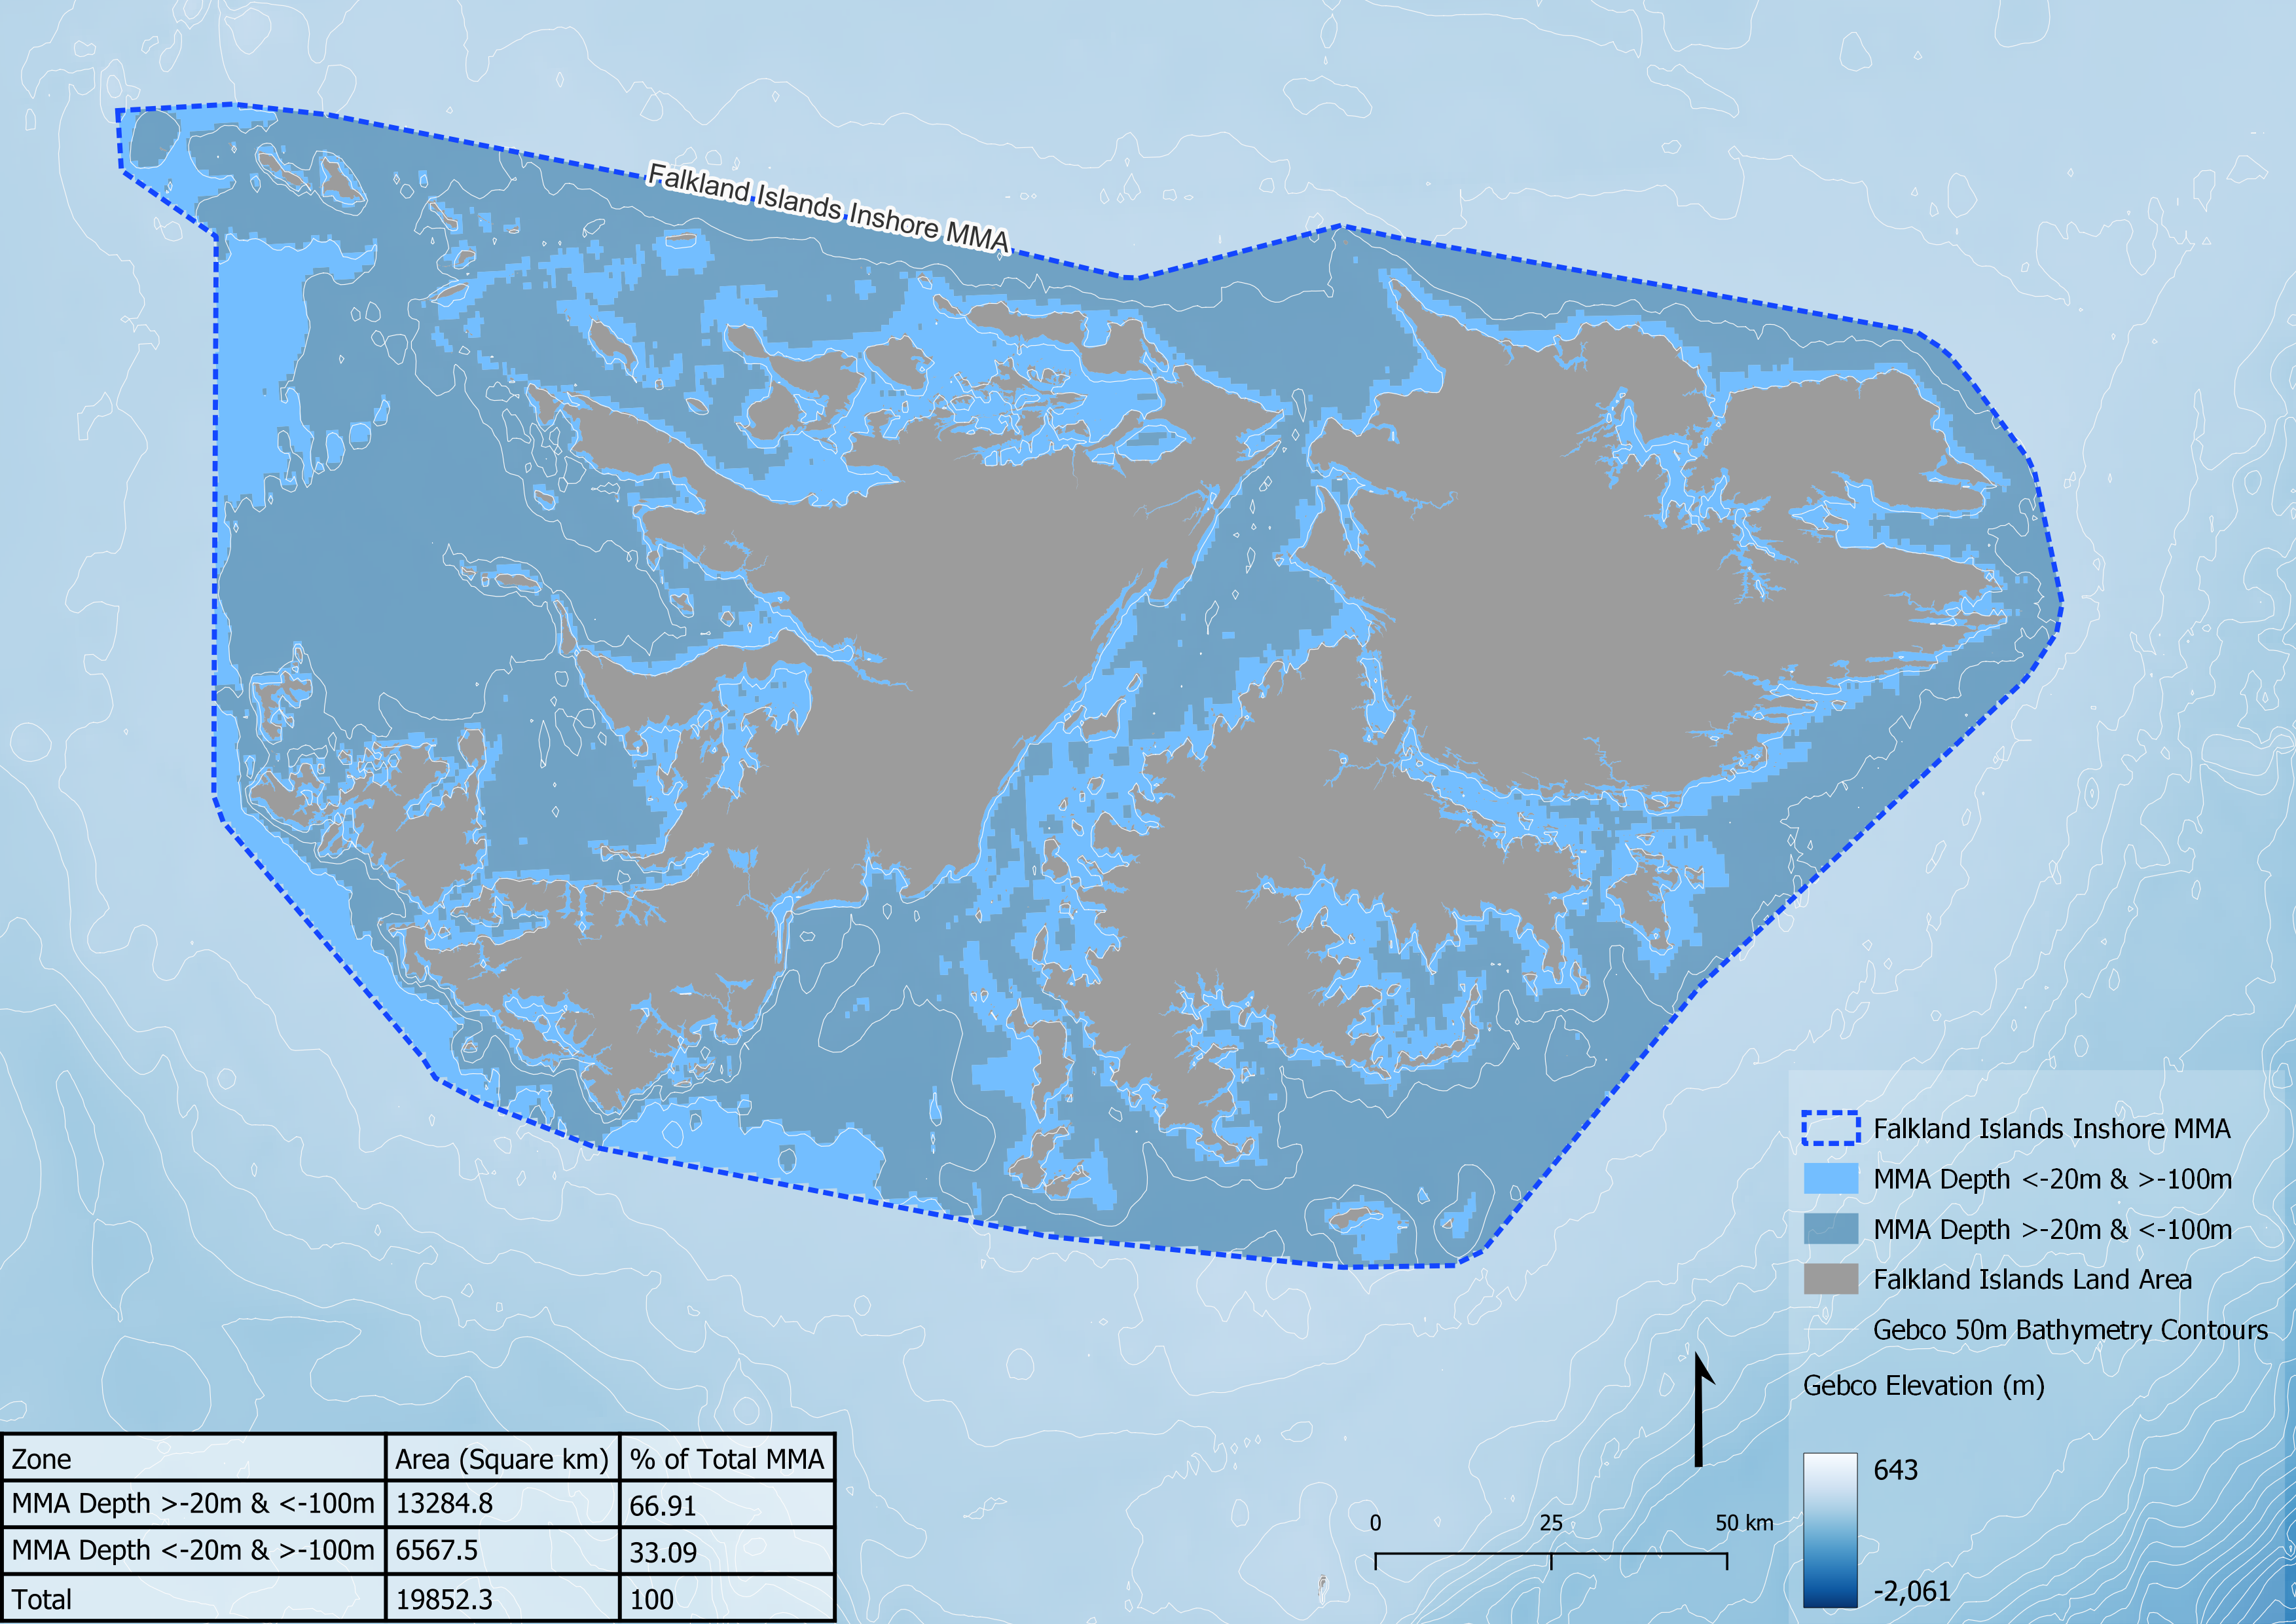 Falkland Islands Inshore MMA
Falkland Islands Inshore MMA
MMA Depth <-20m & >-100m
MMA Depth >-20m & <-100m
Falkland Islands Land Area
Gebco 50m Bathymetry Contours
Gebco Elevation (m)
643
-2,061
0 25 50 km
Zone Area (Square km) % of Total MMA
MMA Depth >-20m & <-100m 13284.8 66.91
MMA Depth <-20m & >-100m 6567.5 33.09
Total 19852.3 100